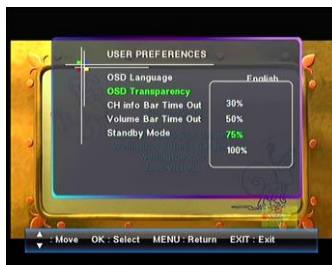 USER PREFERENCES
OSD Language English
OSD Transparency
CH info Bar Time Out 30%
Volume Bar Time Out 50%
Standby Mode 75%
100%
: Move OK : Select MENU : Return EXIT : Exit